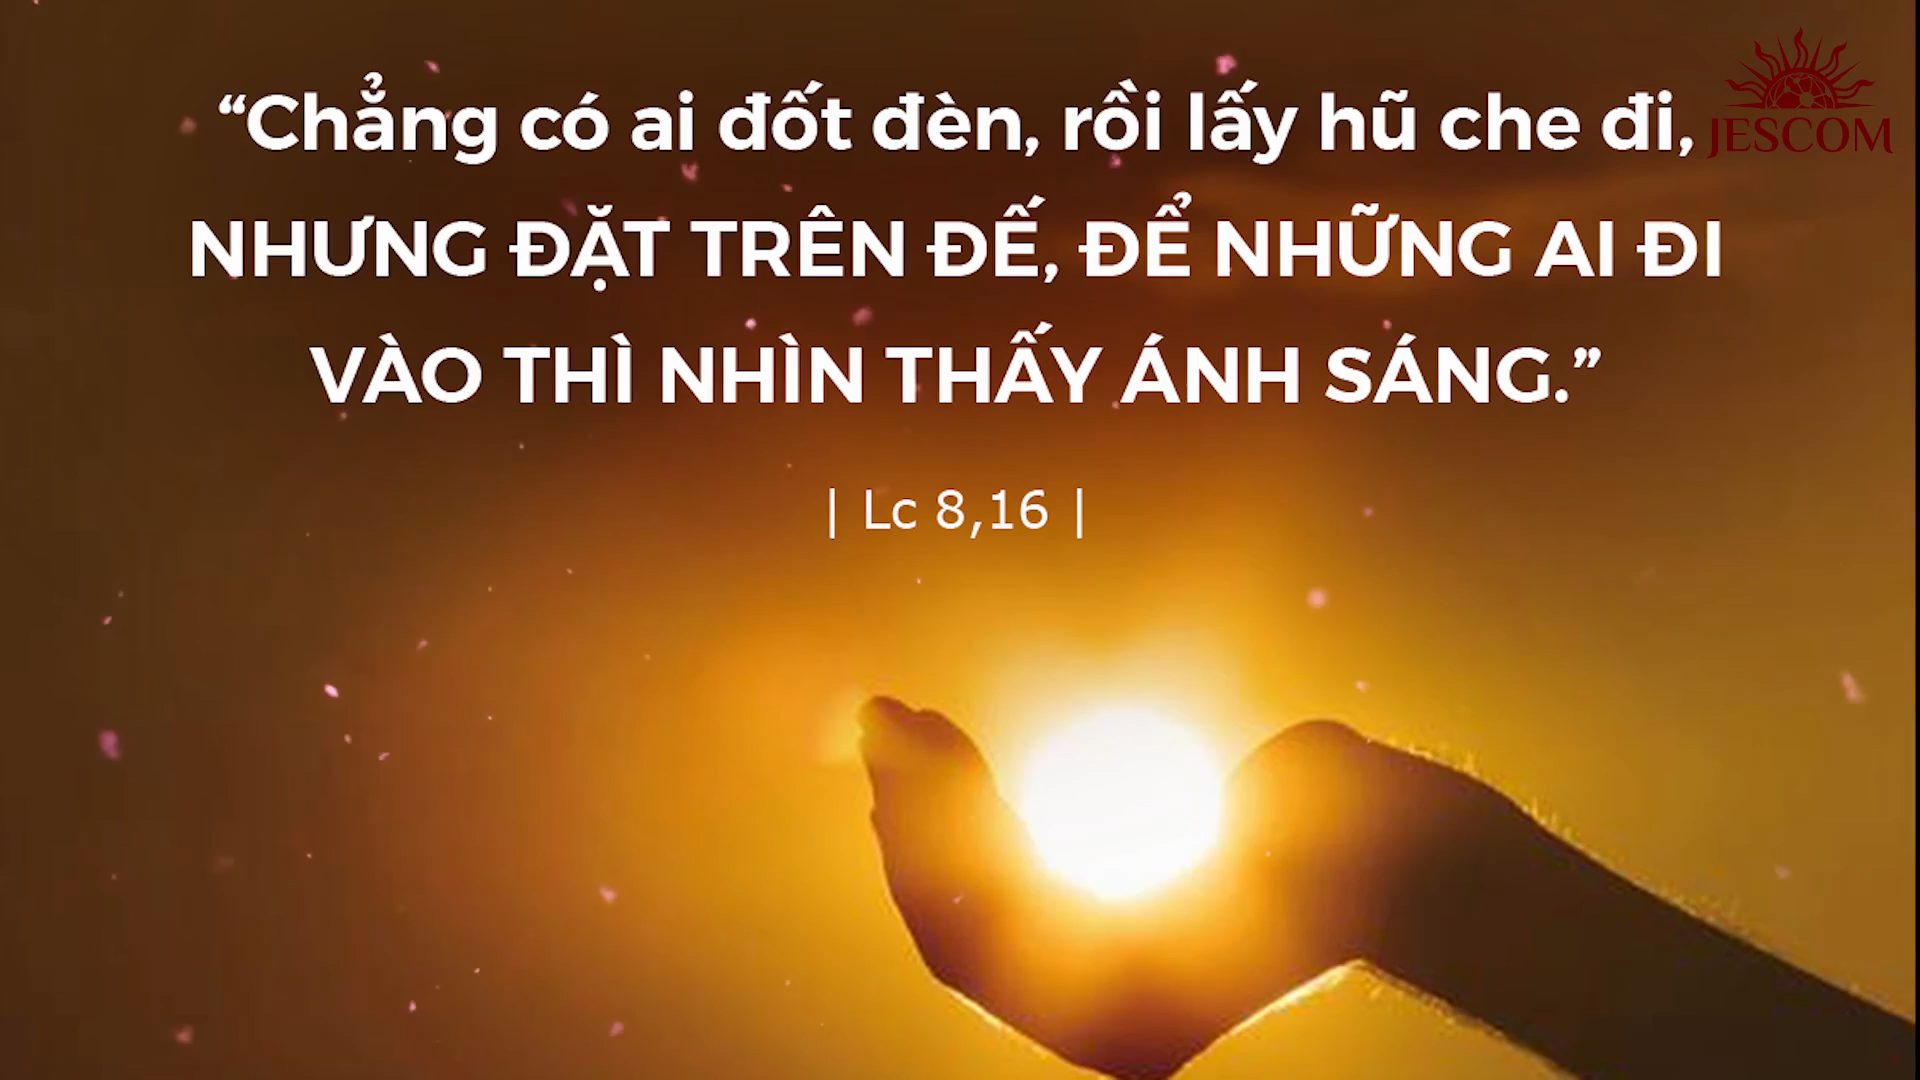 “Chẳng có ai đốt đèn, rồi lấy hũ che đi,
NHƯNG ĐẶT TRÊN ĐẾ, ĐỂ NHỮNG AI ĐI
VÀO THÌ NHÌN THẤY ÁNH SÁNG.”
| Lc 8,16 |
JESCOM